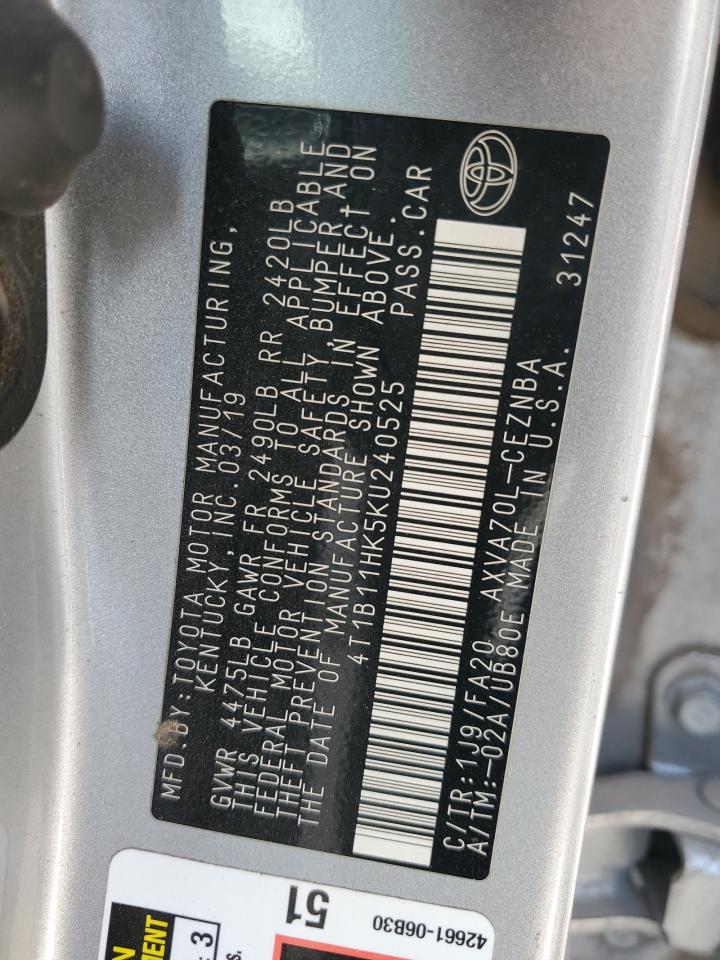 MFD.BY:TOYOTA MOTOR MANUFACTURING,
KENTUCKY,INC.03/19
GVWR 4475LB GAWR FR 2490LB RR 2420LB
THIS VEHICLE CONFORMS TO ALL APPLICABLE
FEDERAL MOTOR VEHICLE SAFETY,BUMPER,AND
THEFT PREVENTION STANDARDS IN EFFECT ON
THE DATE OF MANUFACTURE SHOWN ABOVE.
4T1B11HK5KU240525 PASS.CAR
C/TR:1J9/FA20 AXVA70L-CEZNBA
A/TM:-02A/UB80E MADE IN U.S.A. 31247
51
42661-06B30
3